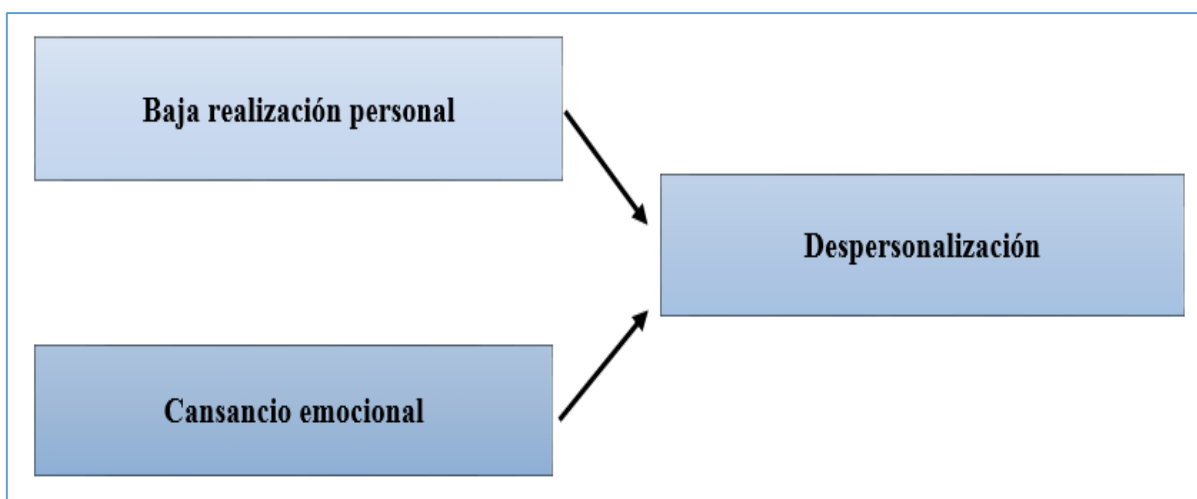 Baja realización personal
Despersonalización
Cansancio emocional